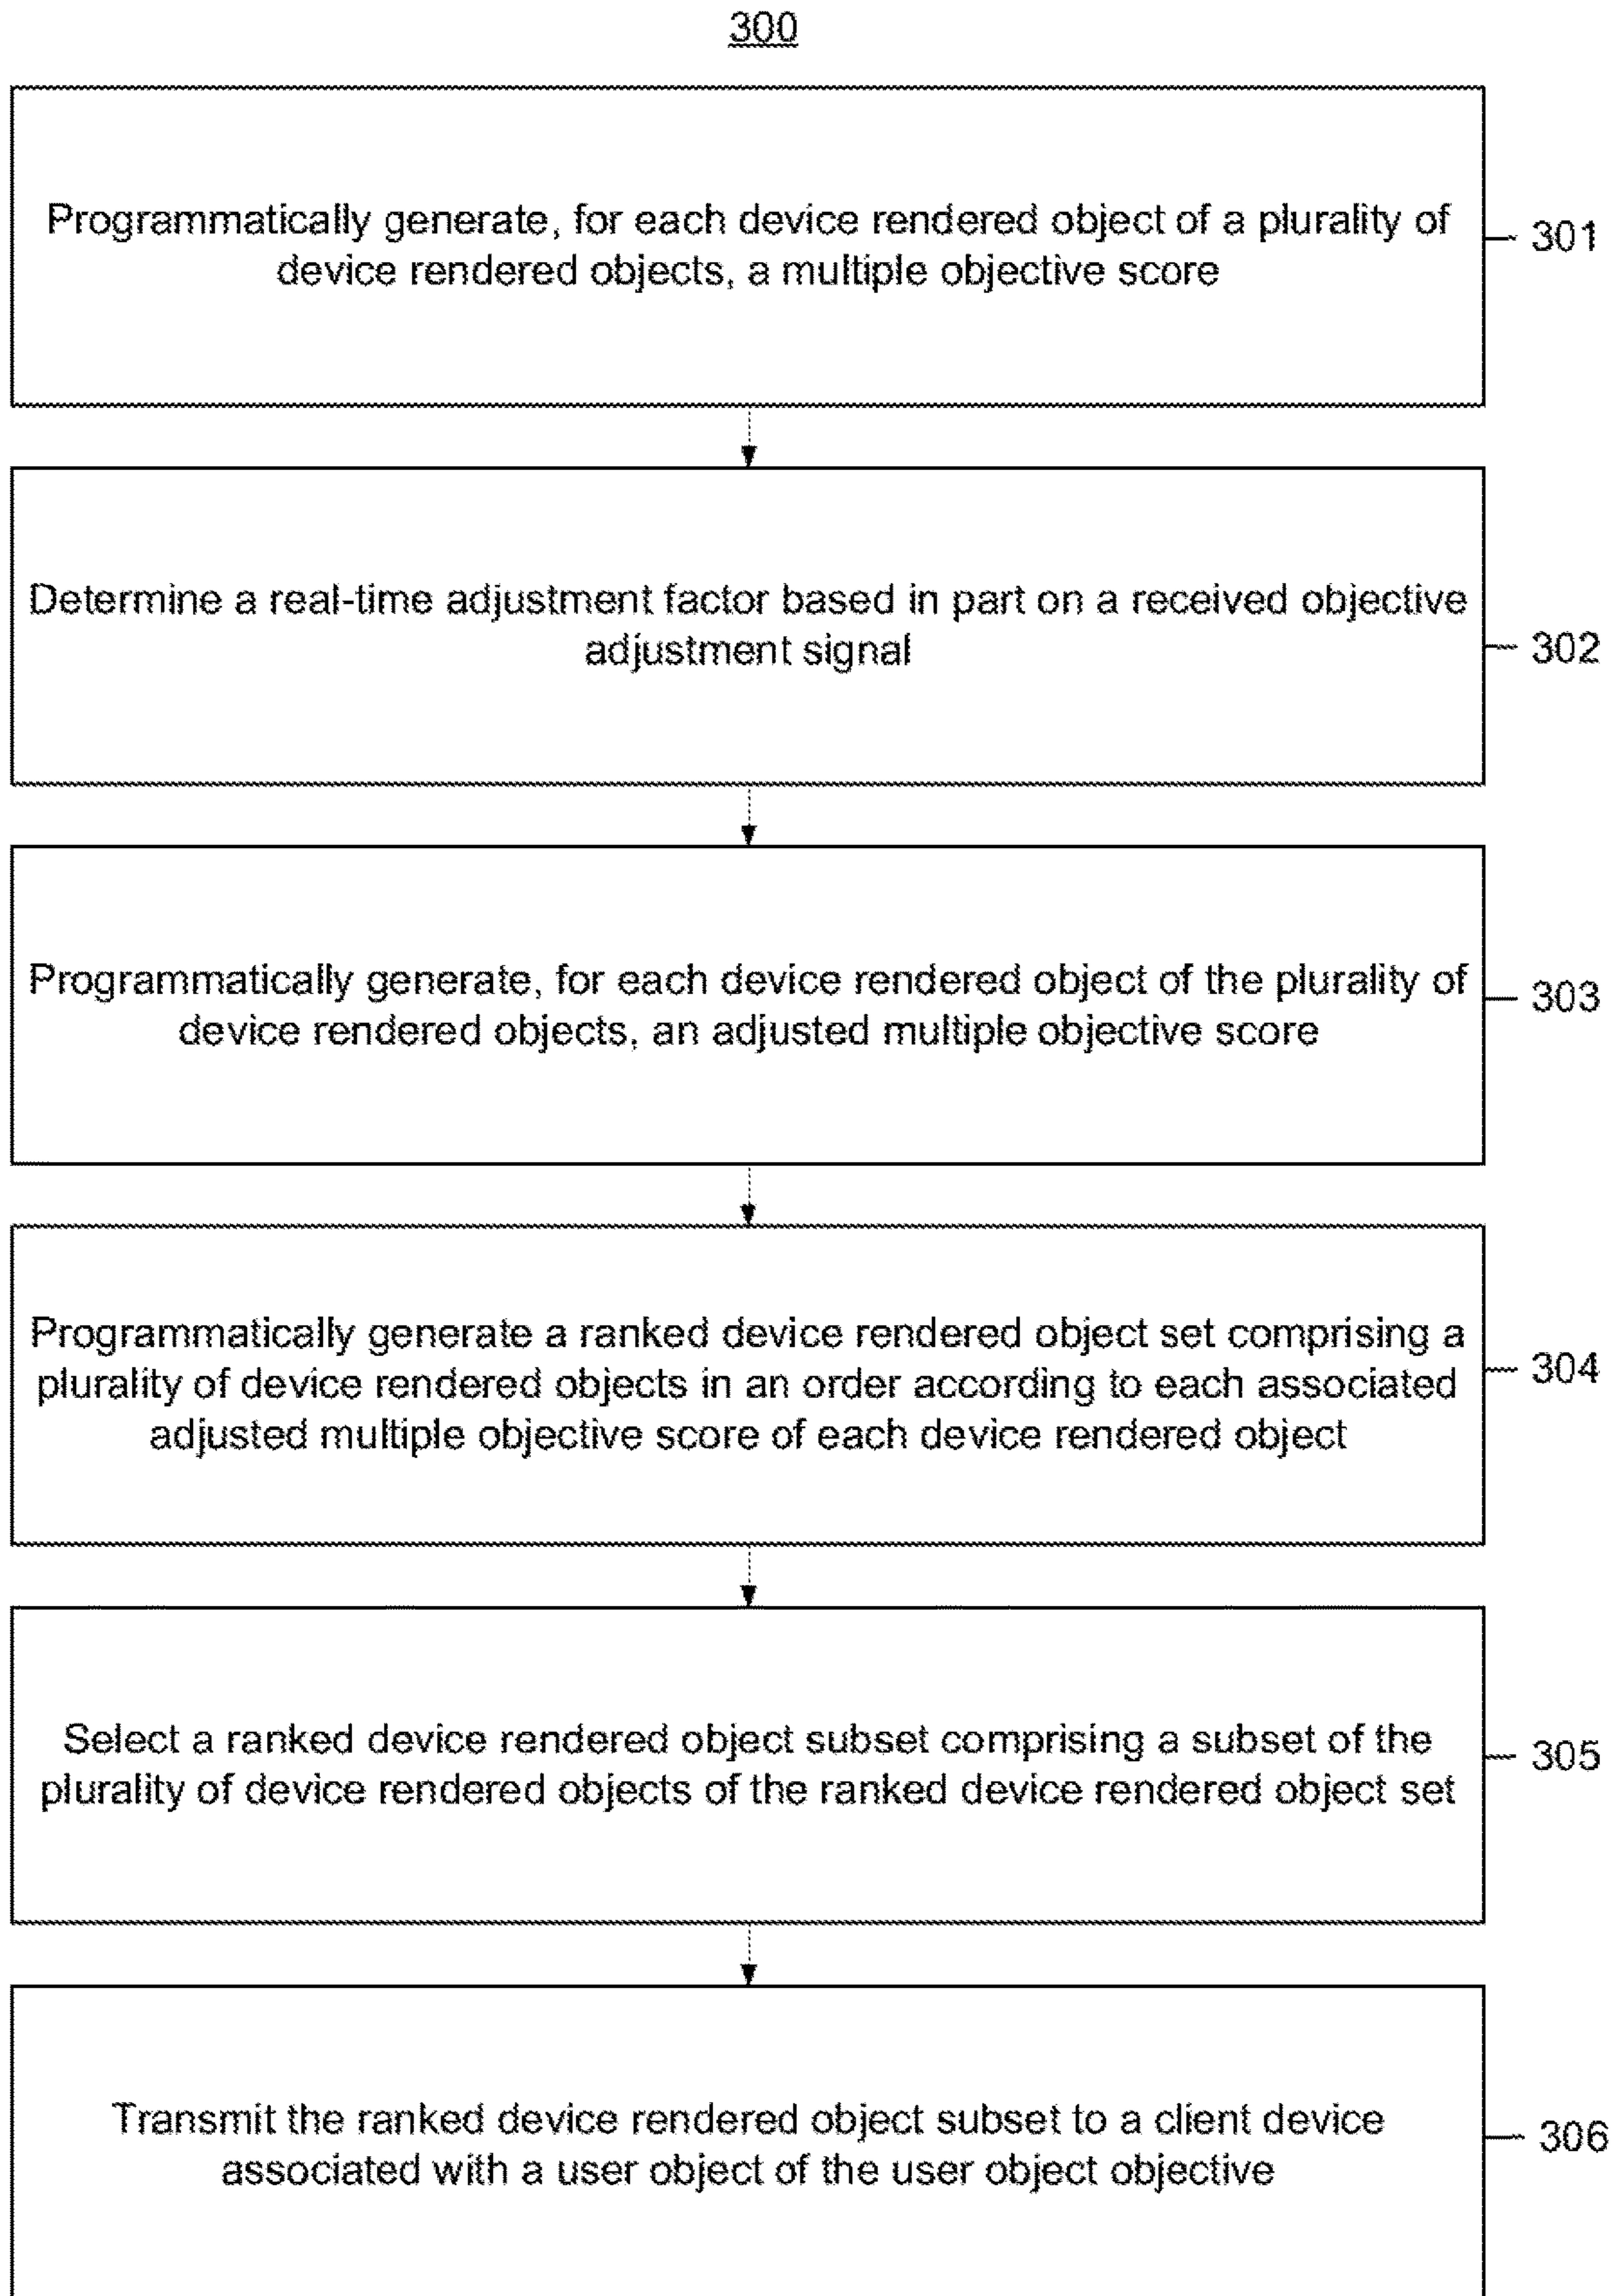 300
Programmatically generate, for each device rendered object of a plurality of
device rendered objects, a multiple objective score
301
Determine a real-time adjustment factor based in part on a received objective
adjustment signal
302
Programmatically generate, for each device rendered object of the plurality of
device rendered objects, an adjusted multiple objective score
303
Programmatically generate a ranked device rendered object set comprising a
plurality of device rendered objects in an order according to each associated
adjusted multiple objective score of each device rendered object
304
Select a ranked device rendered object subset comprising a subset of the
plurality of device rendered objects of the ranked device rendered object set
305
Transmit the ranked device rendered object subset to a client device
associated with a user object of the user object objective
306